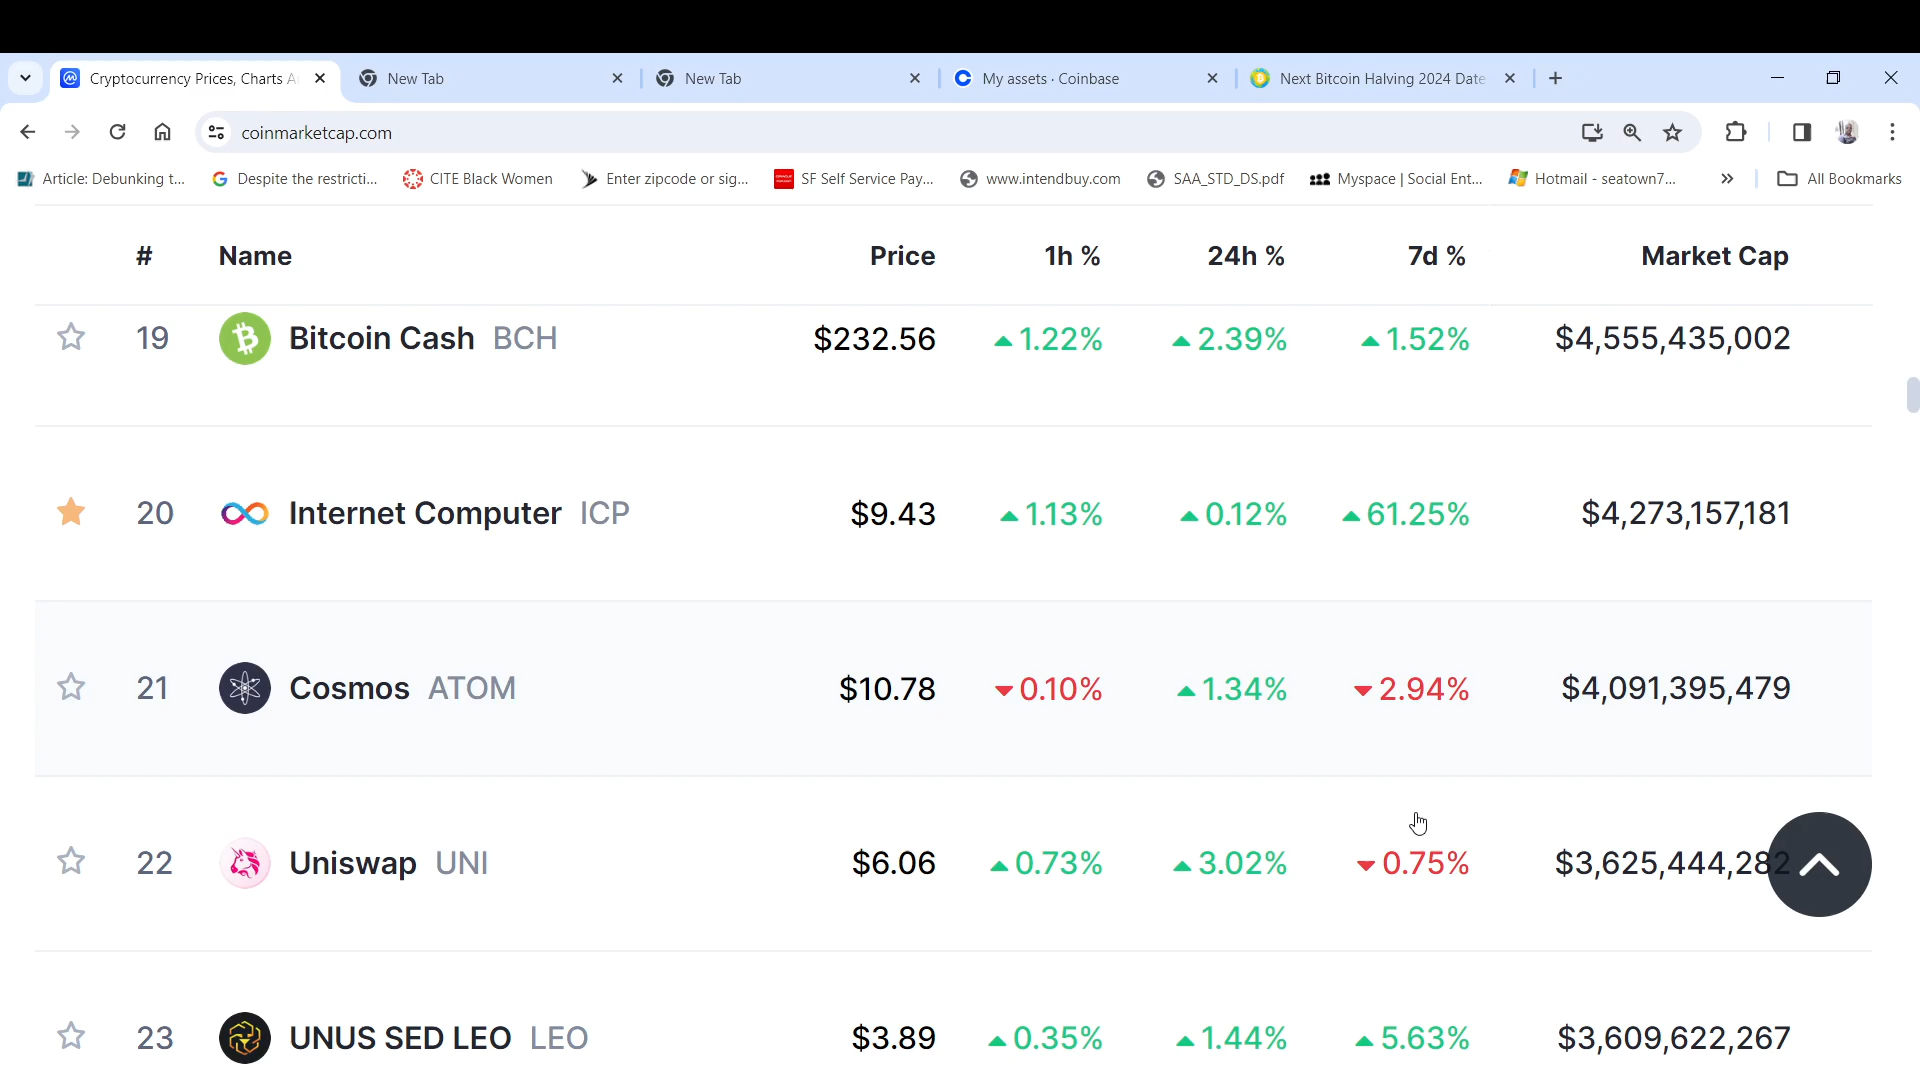 Cryptocurrency Prices, Charts A
New Tab
New Tab
My assets · Coinbase
Next Bitcoin Halving 2024 Date
coinmarketcap.com
Article: Debunking t...
Despite the restricti...
CITE Black Women
Enter zipcode or sig...
SF Self Service Pay...
www.intendbuy.com
SAA_STD_DS.pdf
Myspace | Social Ent...
Hotmail - seatown7...
All Bookmarks
# Name Price 1h % 24h % 7d % Market Cap
19 Bitcoin Cash BCH $232.56 1.22% 2.39% 1.52% $4,555,435,002
20 Internet Computer ICP $9.43 1.13% 0.12% 61.25% $4,273,157,181
21 Cosmos ATOM $10.78 0.10% 1.34% 2.94% $4,091,395,479
22 Uniswap UNI $6.06 0.73% 3.02% 0.75% $3,625,444,282
23 UNUS SED LEO LEO $3.89 0.35% 1.44% 5.63% $3,609,622,267